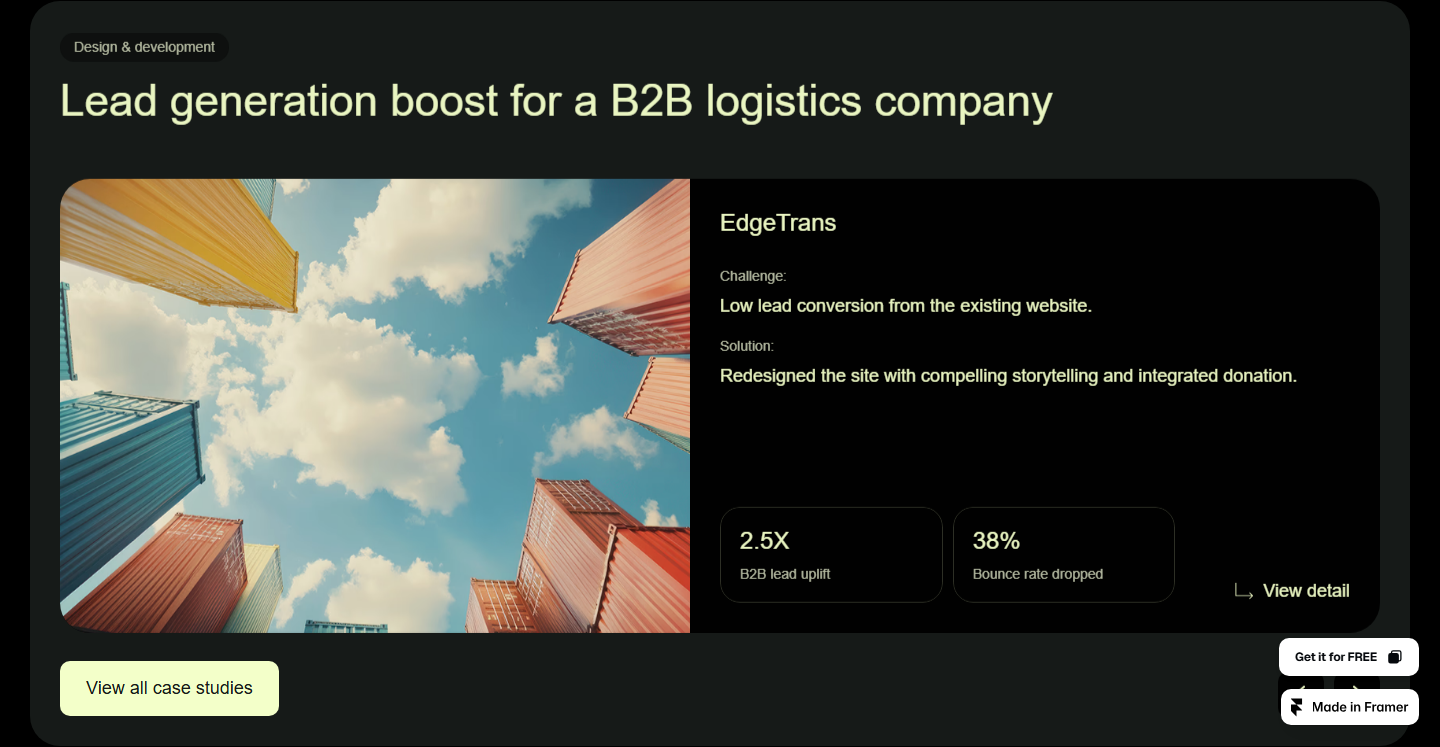 Design & development
Lead generation boost for a B2B logistics company
EdgeTrans
Challenge:
Low lead conversion from the existing website.
Solution:
Redesigned the site with compelling storytelling and integrated donation.
2.5X
B2B lead uplift
38%
Bounce rate dropped
View detail
View all case studies
Get it for FREE
Made in Framer